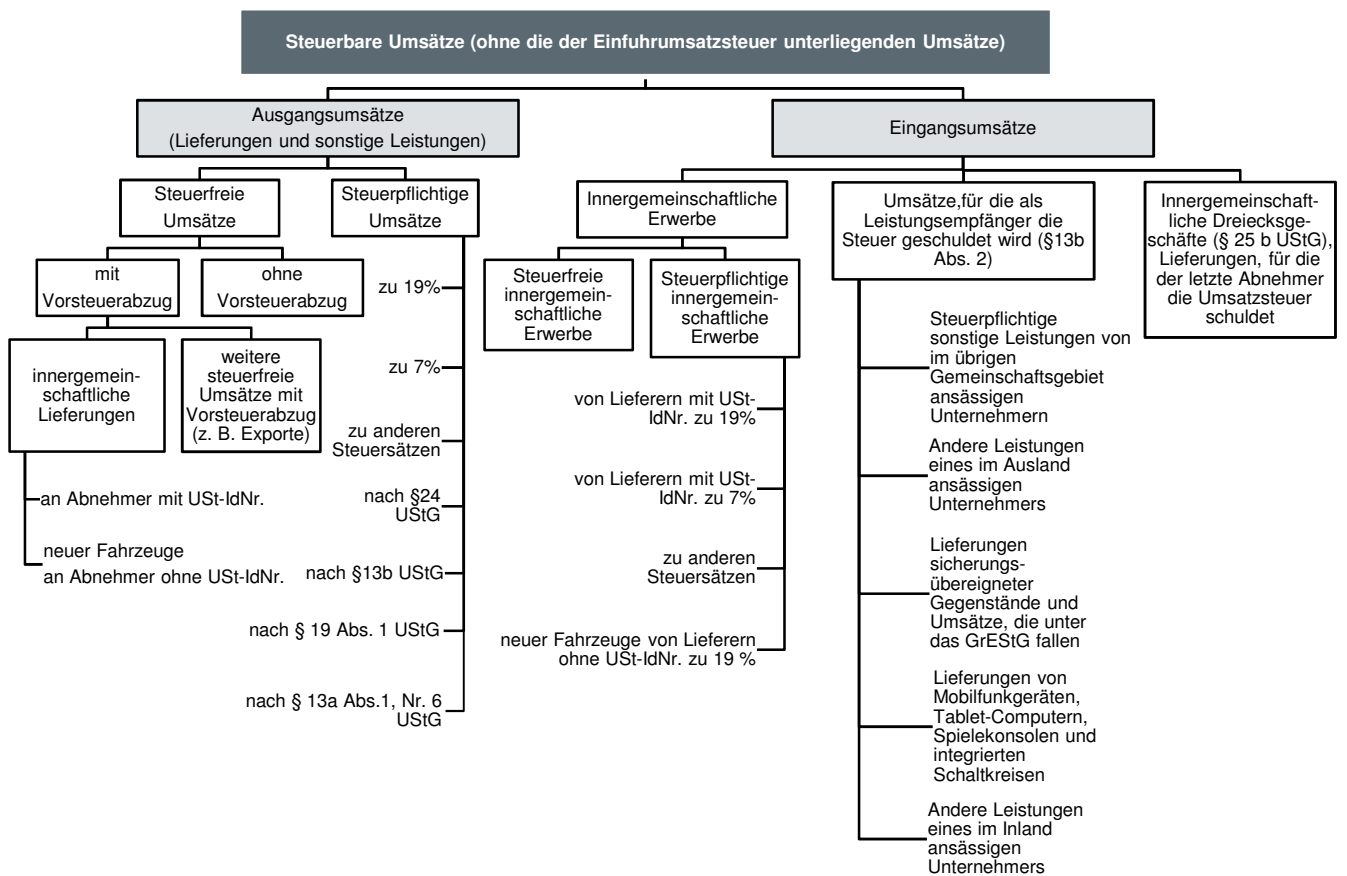 Steuerbare Umsätze (ohne die der Einfuhrumsatzsteuer unterliegenden Umsätze)
Ausgangsumsätze
(Lieferungen und sonstige Leistungen)
Eingangsumsätze
Steuerfreie
Umsätze
Steuerpflichtige
Umsätze
mit
Vorsteuerabzug
ohne
Vorsteuerabzug
innergemein-
schaftliche
Lieferungen
weitere
steuerfreie
Umsätze mit
Vorsteuerabzug
(z. B. Exporte)
an Abnehmer mit USt-IdNr.
neuer Fahrzeuge
an Abnehmer ohne USt-IdNr.
zu 19%
zu 7%
zu anderen
Steuersätzen
nach §24
UStG
nach §13b UStG
nach § 19 Abs. 1 UStG
nach § 13a Abs.1, Nr. 6
UStG
Innergemeinschaftliche
Erwerbe
Steuerfreie
innergemein-
schaftliche
Erwerbe
Steuerpflichtige
innergemein-
schaftliche
Erwerbe
von Lieferern mit USt-
IdNr. zu 19%
von Lieferern mit USt-
IdNr. zu 7%
zu anderen
Steuersätzen
neuer Fahrzeuge von Lieferern
ohne USt-IdNr. zu 19 %
Umsätze,für die als
Leistungsempfänger die
Steuer geschuldet wird (§13b
Abs. 2)
Steuerpflichtige
sonstige Leistungen von
im übrigen
Gemeinschaftsgebiet
ansässigen
Unternehmern
Andere Leistungen
eines im Ausland
ansässigen
Unternehmers
Lieferungen
sicherungs-
übereigneter
Gegenstände und
Umsätze, die unter
das GrEStG fallen
Lieferungen von
Mobilfunkgeräten,
Tablet-Computern,
Spielekonsolen und
integrierten
Schaltkreisen
Andere Leistungen
eines im Inland
ansässigen
Unternehmers
Innergemeinschaft-
liche Dreiecksge-
schäfte (§ 25 b UStG),
Lieferungen, für die
der letzte Abnehmer
die Umsatzsteuer
schuldet